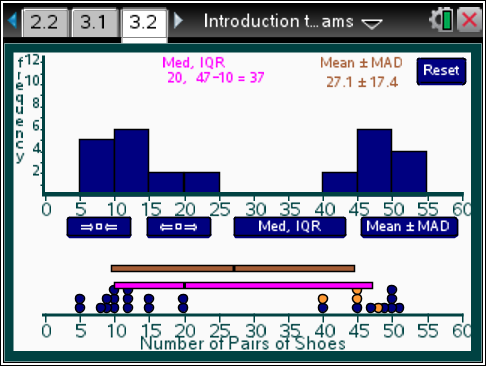 2.2 3.1 3.2 Introduction t...ams
frequency
12
10
8
6
4
2
Med, IQR
20, 47-10 = 37
Mean ± MAD
27.1 ± 17.4
Reset
0 5 10 15 20 25 30 35 40 45 50 55 60
⇒▫⇐ ⇐▫⇒ Med, IQR Mean ± MAD
0 5 10 15 20 25 30 35 40 45 50 55 60
Number of Pairs of Shoes